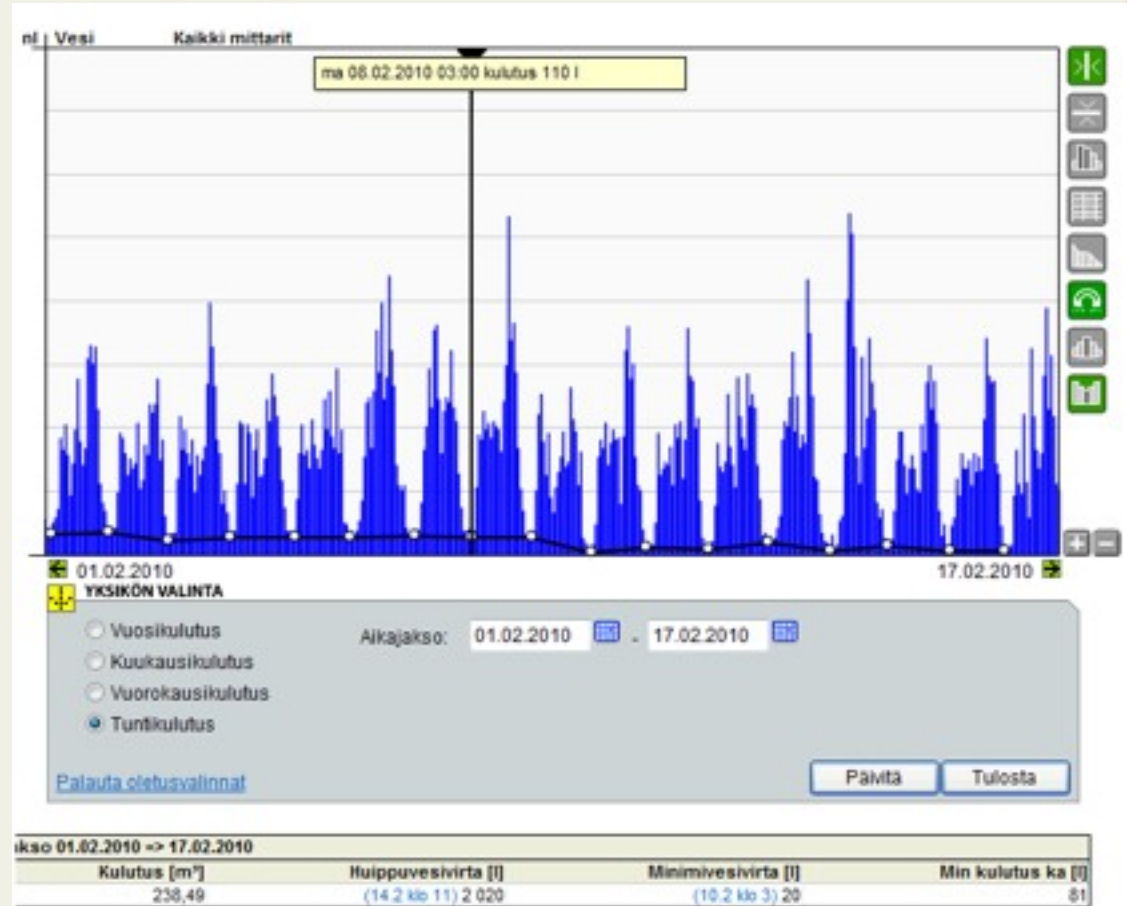 Vesi Kaikki mittarit
ma 08.02.2010 03:00 kulutus 110 l
01.02.2010 17.02.2010
YKSIKÖN VALINTA
Vuosikulutus
Aikajakso: 01.02.2010 - 17.02.2010
Kuukausikulutus
Vuorokausikulutus
Tuntikulutus
Palauta oletusvalinnat Päivitä Tulosta
01.02.2010 => 17.02.2010
Kulutus [m³] Huippuvesivirta [l] Minimivesivirta [l] Min kulutus ka [l]
238,49 (14.2 klo 11) 2 020 (10.2 klo 3) 20 81